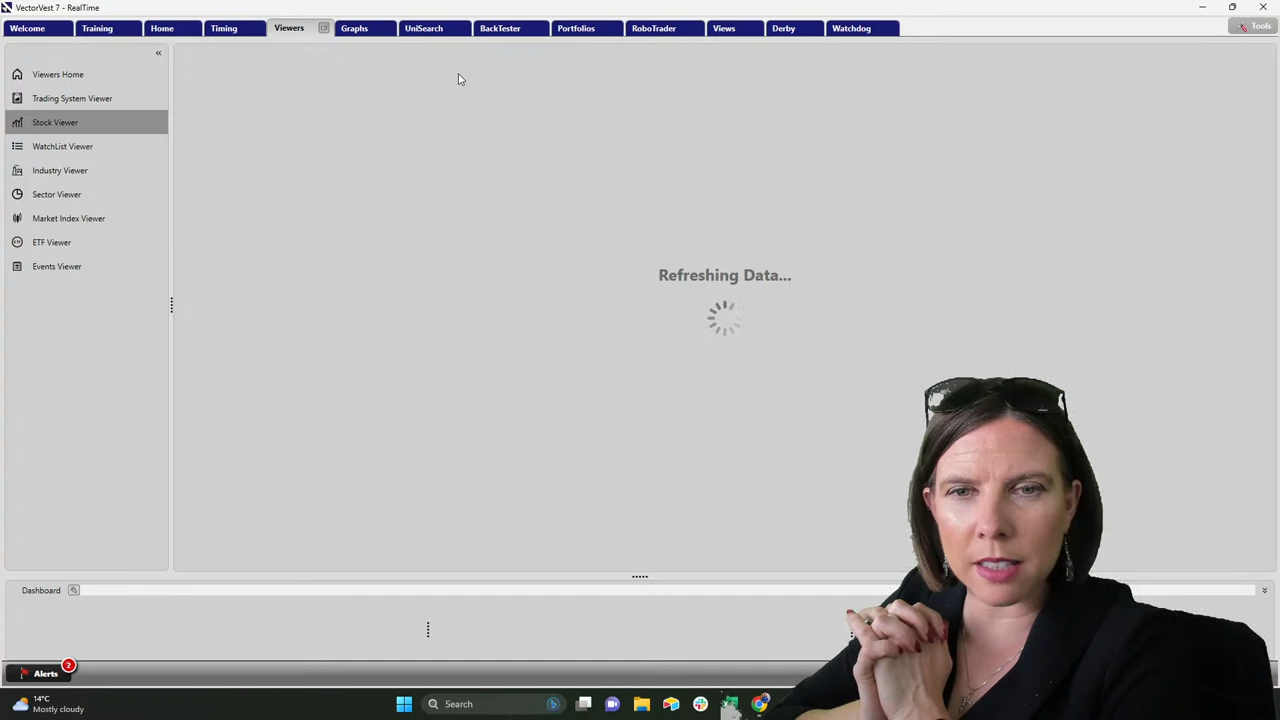 VectorVest 7 - RealTime
Welcome
Training
Home
Timing
Viewers
Graphs
UniSearch
BackTester
Portfolios
RoboTrader
Views
Derby
Watchdog
Tools
Viewers Home
Trading System Viewer
Stock Viewer
WatchList Viewer
Industry Viewer
Sector Viewer
Market Index Viewer
ETF Viewer
Events Viewer
Refreshing Data...
Dashboard
Alerts
2
14°C
Mostly cloudy
Search